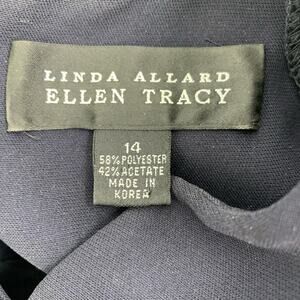 LINDA ALLARD
ELLEN TRACY
14
58% POLYESTER
42% ACETATE
MADE IN
KOREA